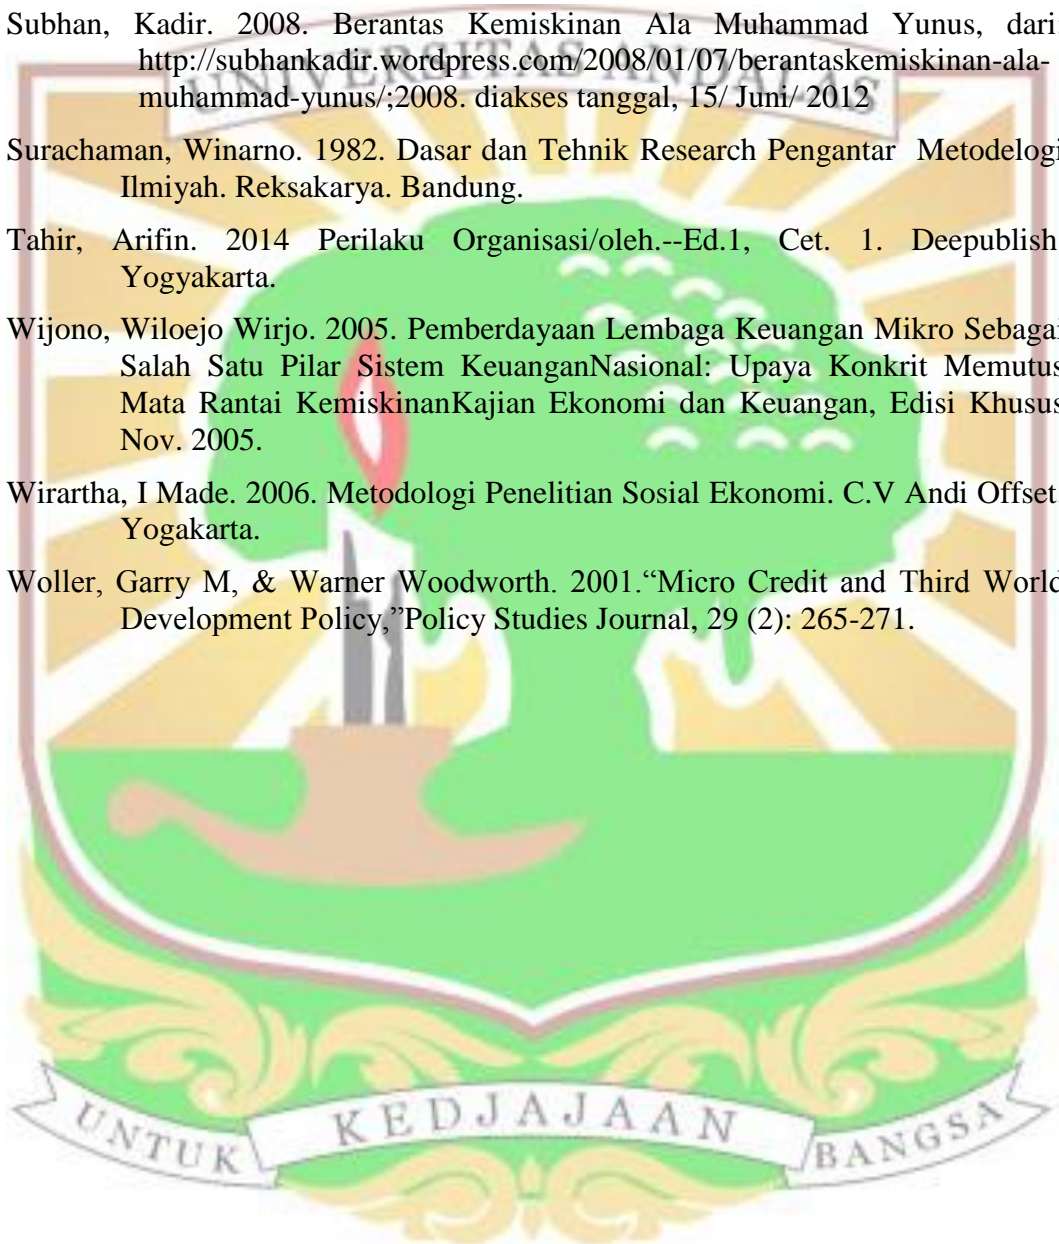 Subhan, Kadir. 2008. Berantas Kemiskinan Ala Muhammad Yunus, dari:
http://subhankadir.wordpress.com/2008/01/07/berantaskemiskinan-ala-
muhammad-yunus/;2008. diakses tanggal, 15/ Juni/ 2012
UNIVERSITAS ANDALAS
Surachaman, Winarno. 1982. Dasar dan Tehnik Research Pengantar Metodelogi
Ilmiyah. Reksakarya. Bandung.
Tahir, Arifin. 2014 Perilaku Organisasi/oleh.--Ed.1, Cet. 1. Deepublish.
Yogyakarta.
Wijono, Wiloejo Wirjo. 2005. Pemberdayaan Lembaga Keuangan Mikro Sebagai
Salah Satu Pilar Sistem KeuanganNasional: Upaya Konkrit Memutus
Mata Rantai KemiskinanKajian Ekonomi dan Keuangan, Edisi Khusus
Nov. 2005.
Wirartha, I Made. 2006. Metodologi Penelitian Sosial Ekonomi. C.V Andi Offset.
Yogakarta.
Woller, Garry M, & Warner Woodworth. 2001.“Micro Credit and Third World
Development Policy,”Policy Studies Journal, 29 (2): 265-271.
UNTUK KEDJAJAAN BANGSA